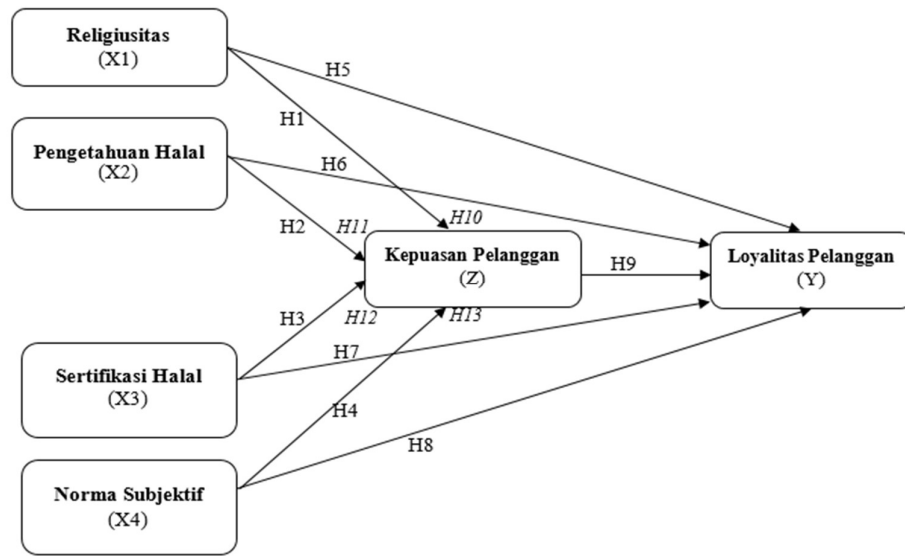 Religiusitas
(X1)
H5
H1
Pengetahuan Halal
(X2)
H6
H2
H11
H10
Kepuasan Pelanggan
(Z)
H9
Loyalitas Pelanggan
(Y)
H3
H12
H13
H7
Sertifikasi Halal
(X3)
H4
H8
Norma Subjektif
(X4)